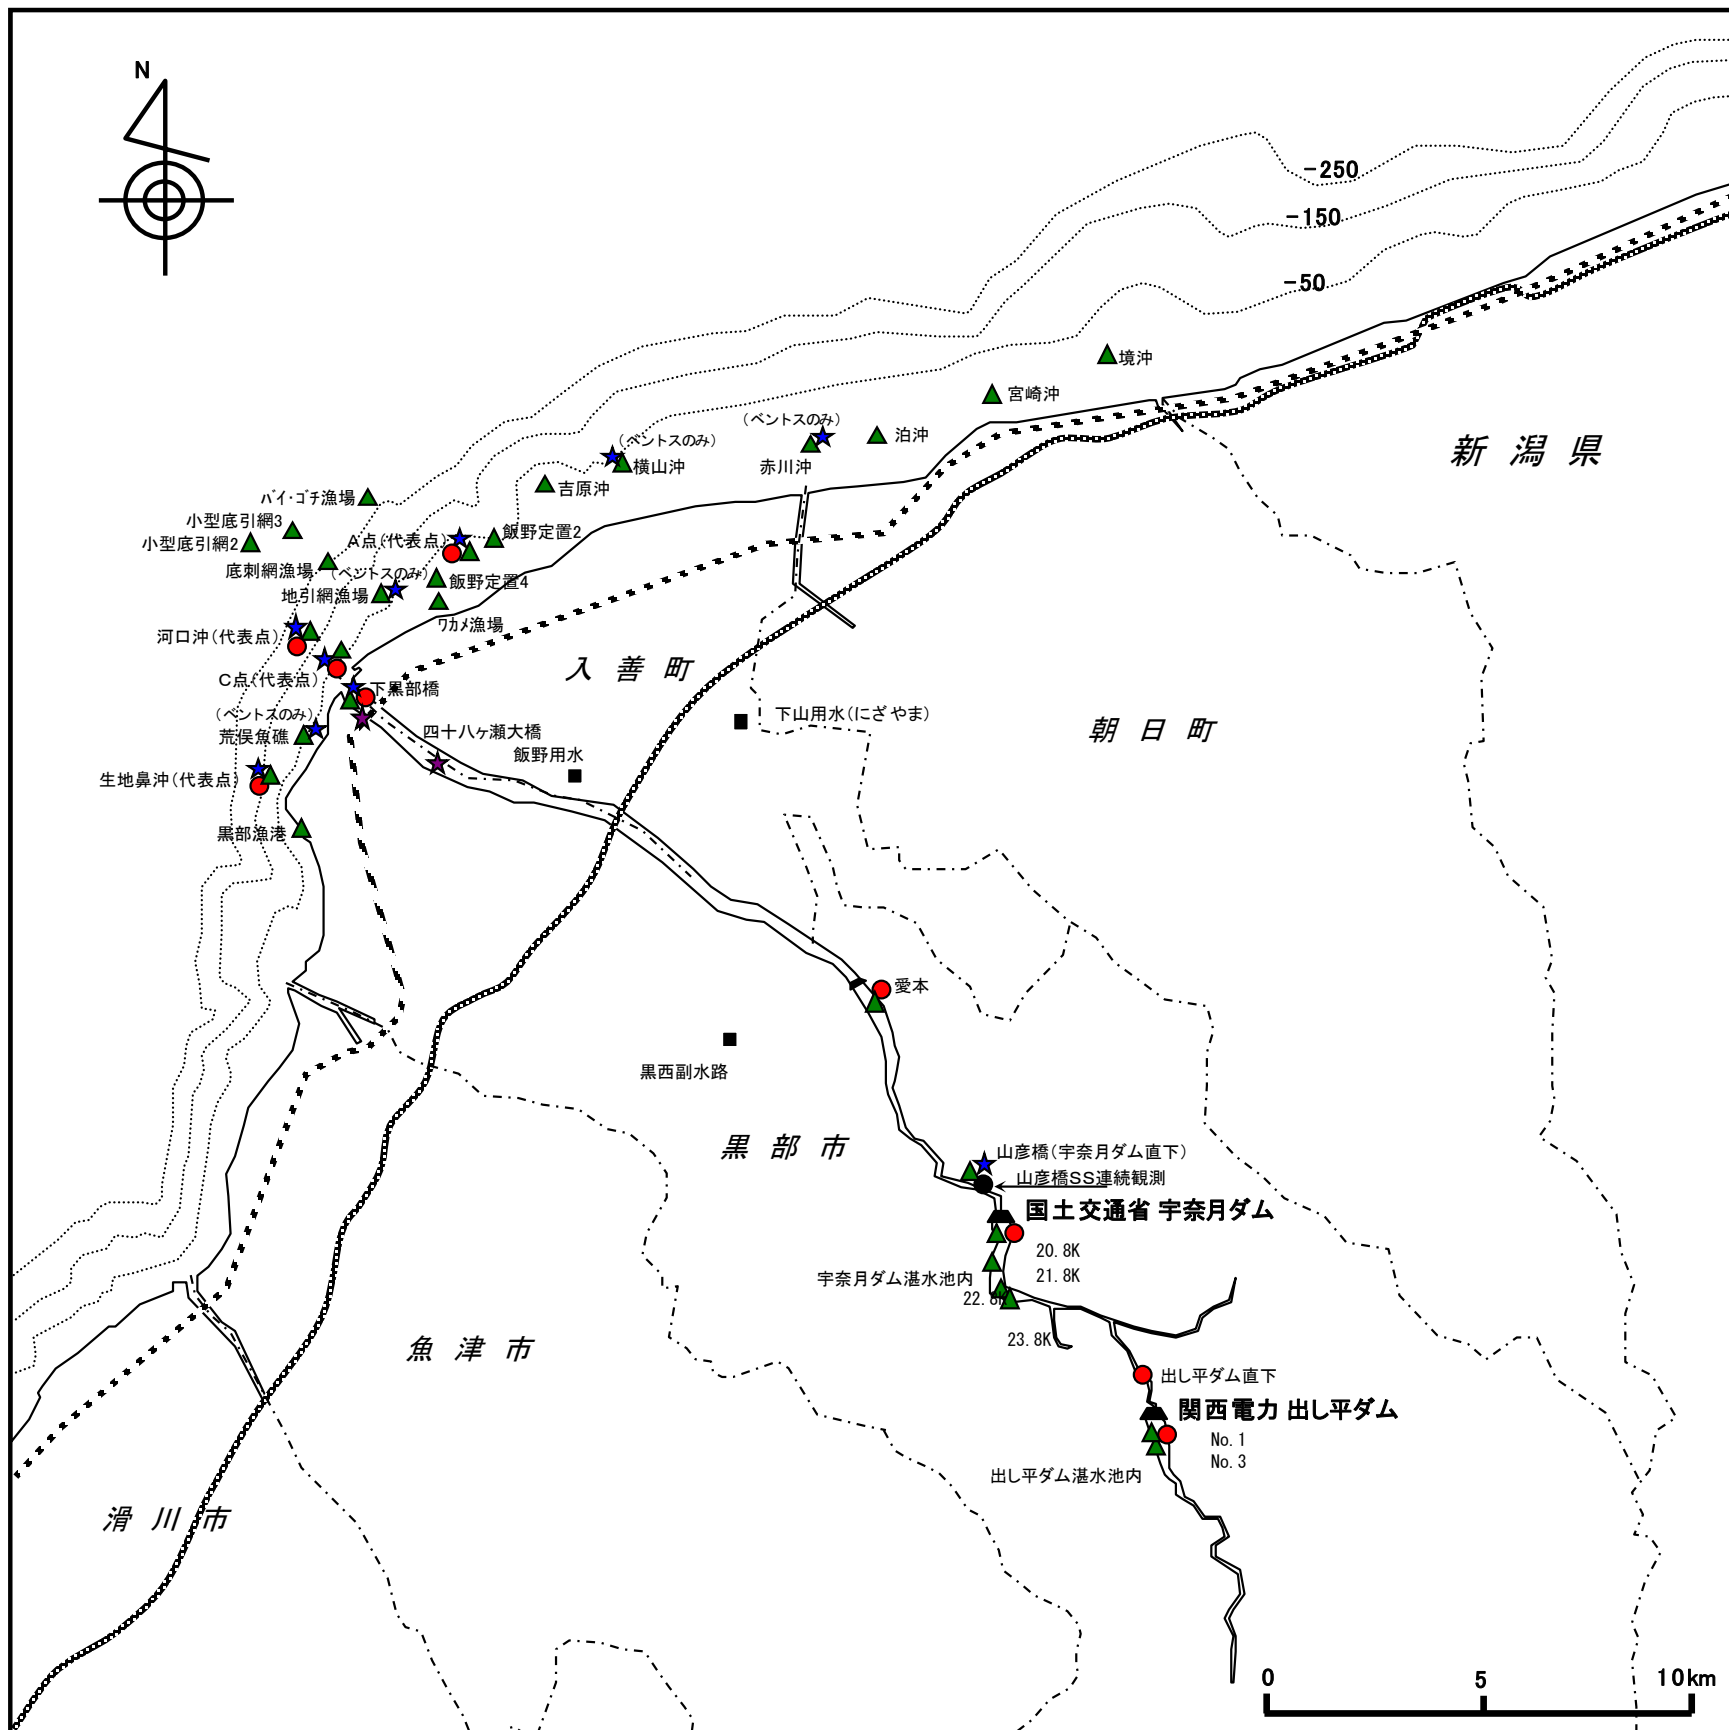 N
-250
-150
-50
境沖
宮崎沖
(ベントスのみ)
泊沖
赤川沖
新潟県
(ベントスのみ)
横山沖
吉原沖
バイ・ゴチ漁場
小型底引網3
小型底引網2
A点(代表点)
飯野定置2
底刺網漁場
(ベントスのみ)
飯野定置4
地引網漁場
ワカメ漁場
河口沖(代表点)
入善町
C点(代表点)
下黒部橋
(ベントスのみ)
荒俣魚礁
四十八ヶ瀬大橋
飯野用水
下山用水(にざやま)
朝日町
生地鼻沖(代表点)
黒部漁港
愛本
黒西副水路
黒部市
山彦橋(宇奈月ダム直下)
山彦橋SS連続観測
国土交通省 宇奈月ダム
20.8K
21.8K
宇奈月ダム湛水池内
22.8K
23.8K
魚津市
出し平ダム直下
関西電力 出し平ダム
No.1
No.3
出し平ダム湛水池内
滑川市
0 5 10km